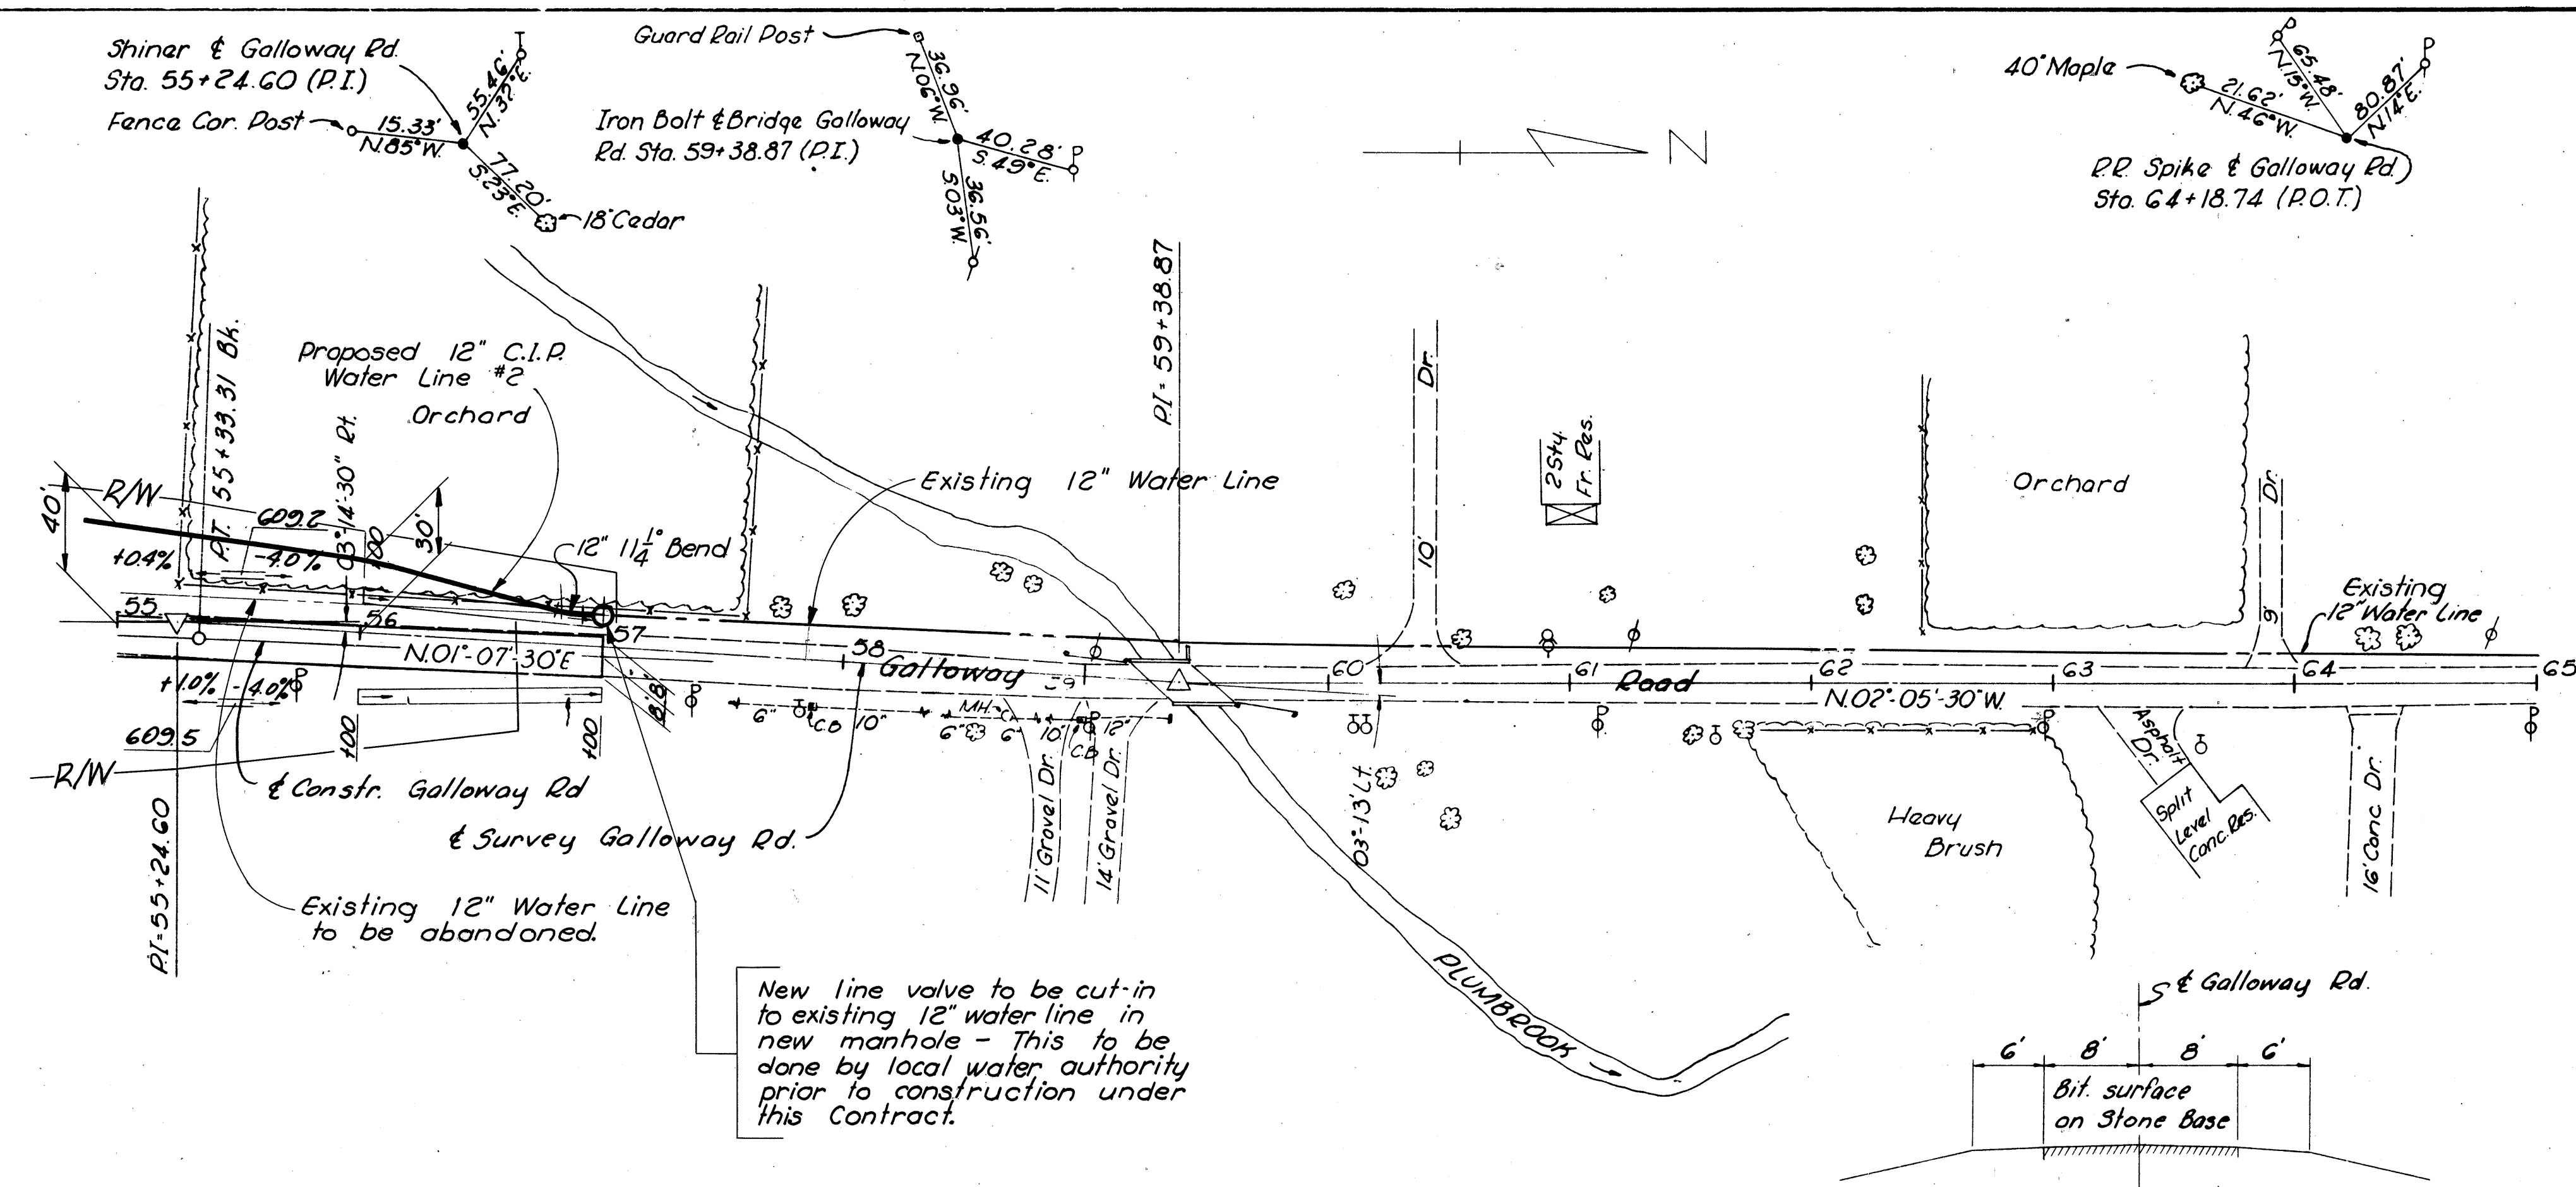 Shiner ₵ Galloway Rd.
Sta. 55+24.60 (P.I.)
Fence Cor. Post
15.33'
N.85°W.
55.46'
N.32°E.
77.20'
S.23°E.
18"Cedar
Guard Rail Post
36.96'
N.06°W.
Iron Bolt ₵ Bridge Galloway
Rd. Sta. 59+38.87 (P.I.)
40.28'
S.49°E.
36.56'
S.03°W.
N
40"Maple
21.62'
N.46°W.
65.48'
N.15°W.
80.87'
N.14°E.
R.R. Spike ₵ Galloway Rd.
Sta. 64+18.74 (P.O.T.)
P.T. 55+33.31 Bk.
Proposed 12" C.I.P.
Water Line #2
Orchard
03°-14'-30" Rt.
P.I = 59+38.87
Existing 12" Water Line
10' Dr.
2 Sty.
Fr. Res.
Orchard
9' Dr.
Existing
12" Water Line
40'
R/W
609.2
+0.4%
-4.0%
+00
30'
12" 11¼° Bend
55
56
57
58
60
61
62
63
64
65
N.01°-07'-30"E
Galloway
Road
N.02°-05'-30"W.
+1.0%
-4.0%
609.5
R/W
+00
+00
8'
8'
6"
C.B
10"
M.H.
6"
6"
10"
C.B
12"
11' Gravel Dr.
14' Gravel Dr.
03°-13' Lt.
Asphalt
Dr.
Split
Level
Conc. Res.
16' Conc Dr.
Heavy
Brush
₵ Constr. Galloway Rd
₵ Survey Galloway Rd.
P.I = 55+24.60
Existing 12" Water Line
to be abandoned.
New line valve to be cut-in
to existing 12" water line in
new manhole - This to be
done by local water authority
prior to construction under
this Contract.
PLUMBROOK
S ₵ Galloway Rd.
6' 8' 8' 6'
Bit. surface
on Stone Base